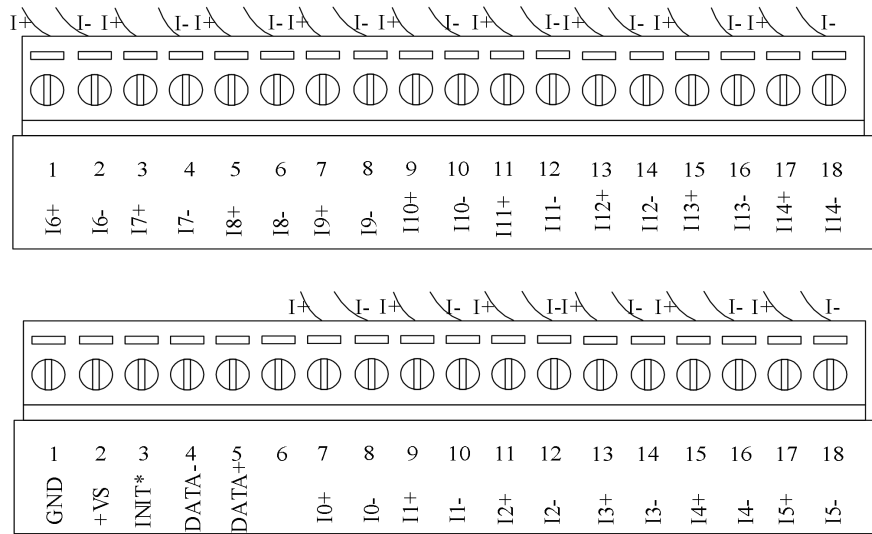 I+ I- I+ I- I+ I- I+ I- I+ I- I+ I- I+ I- I+ I- I+ I-
1 2 3 4 5 6 7 8 9 10 11 12 13 14 15 16 17 18
I6+ I6- I7+ I7- I8+ I8- I9+ I9- I10+ I10- I11+ I11- I12+ I12- I13+ I13- I14+ I14-
I+ I- I+ I- I+ I- I+ I- I+ I- I+ I-
1 2 3 4 5 6 7 8 9 10 11 12 13 14 15 16 17 18
GND +VS INIT* DATA- DATA+ I0+ I0- I1+ I1- I2+ I2- I3+ I3- I4+ I4- I5+ I5-